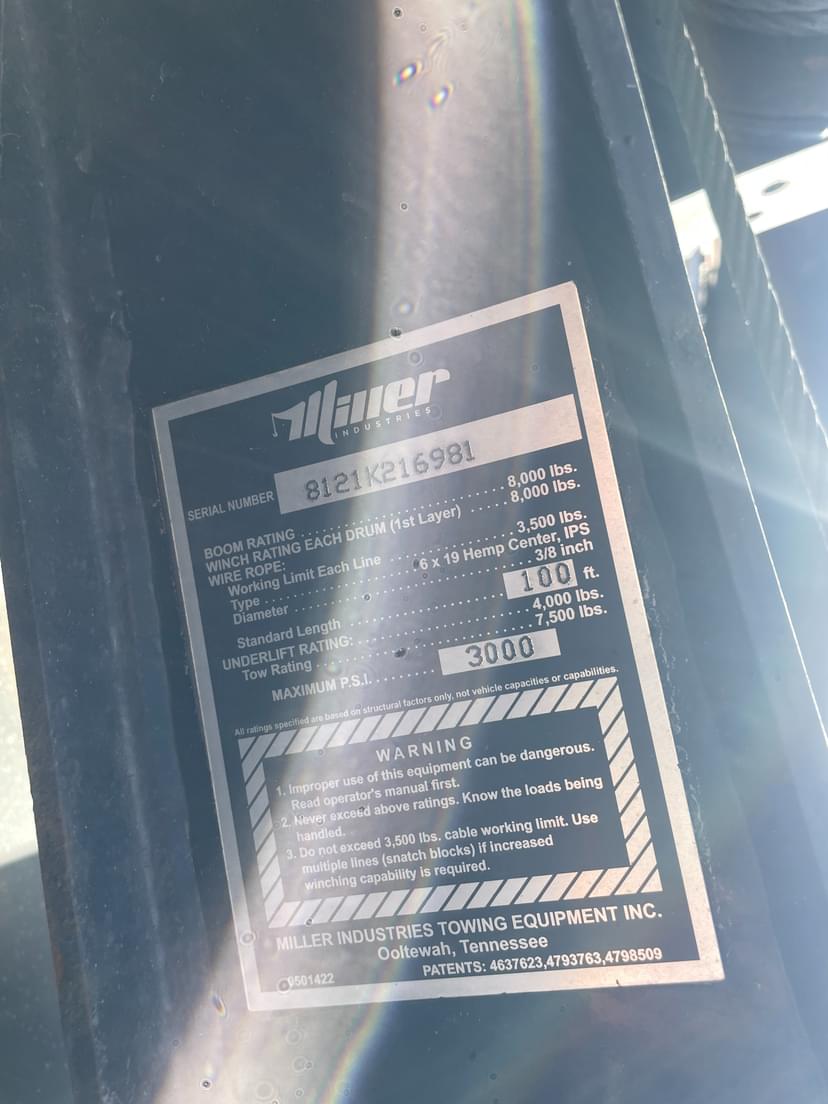 Miller
INDUSTRIES
SERIAL NUMBER 8121K216981
BOOM RATING ........ 8,000 lbs.
WINCH RATING EACH DRUM (1st Layer) ..... 8,000 lbs.
WIRE ROPE:
Working Limit Each Line ........ 3,500 lbs.
Type ........ 6 x 19 Hemp Center, IPS
Diameter ........ 3/8 inch
Standard Length ........ 100 ft.
UNDERLIFT RATING: ........ 4,000 lbs.
Tow Rating ........ 7,500 lbs.
MAXIMUM P.S.I. ........ 3000
All ratings specified are based on structural factors only, not vehicle capacities or capabilities.
WARNING
1. Improper use of this equipment can be dangerous.
Read operator's manual first.
2. Never exceed above ratings. Know the loads being
handled.
3. Do not exceed 3,500 lbs. cable working limit. Use
multiple lines (snatch blocks) if increased
winching capability is required.
MILLER INDUSTRIES TOWING EQUIPMENT INC.
Ooltewah, Tennessee
0501422 PATENTS: 4637623,4793763,4798509